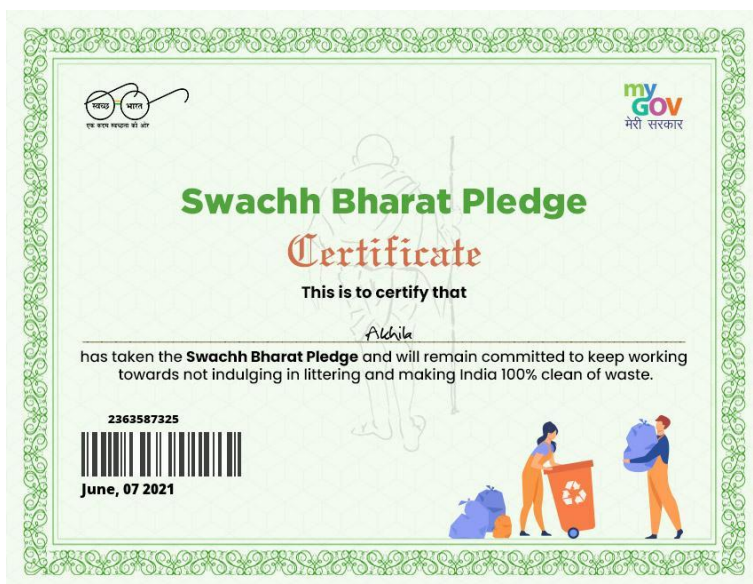 स्वच्छ भारत
एक कदम स्वच्छता की ओर
my
GOV
मेरी सरकार
Swachh Bharat Pledge
Certificate
This is to certify that
Akhila
has taken the Swachh Bharat Pledge and will remain committed to keep working
towards not indulging in littering and making India 100% clean of waste.
2363587325
June, 07 2021